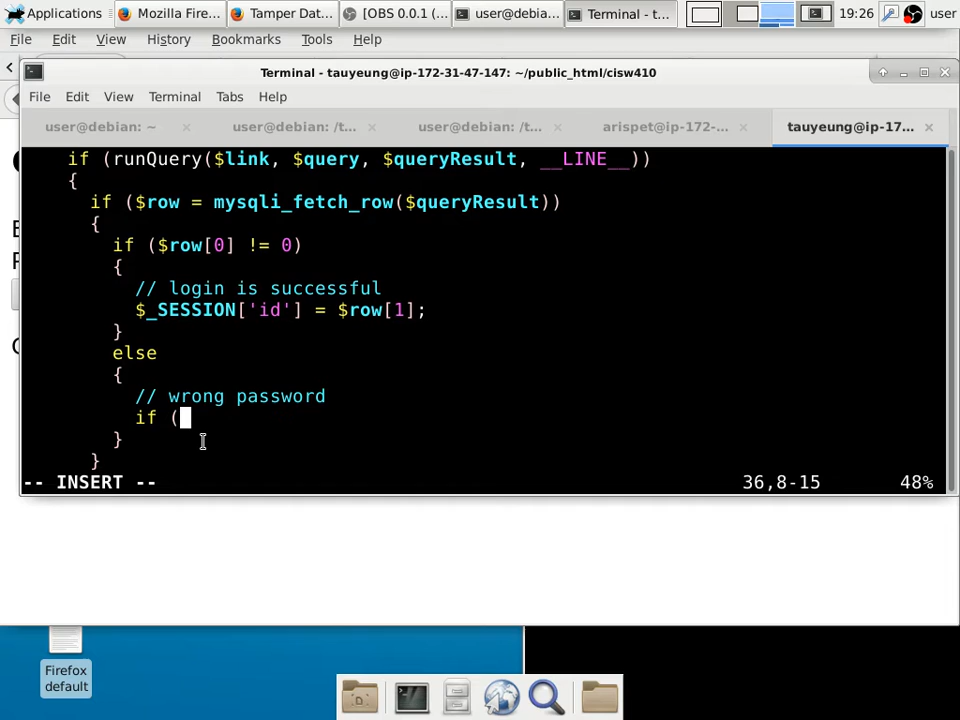 Applications
Mozilla Fire...
Tamper Dat...
[OBS 0.0.1 (...
user@debia...
Terminal - t...
19:26
user
File Edit View History Bookmarks Tools Help
Terminal - tauyeung@ip-172-31-47-147: ~/public_html/cisw410
File Edit View Terminal Tabs Help
user@debian: ~
user@debian: /t...
user@debian: /t...
arispet@ip-172-...
tauyeung@ip-17...
if (runQuery($link, $query, $queryResult, __LINE__))
{
if ($row = mysqli_fetch_row($queryResult))
{
if ($row[0] != 0)
{
// login is successful
$_SESSION['id'] = $row[1];
}
else
{
// wrong password
if (
}
}
-- INSERT -- 36,8-15 48%
Firefox
default